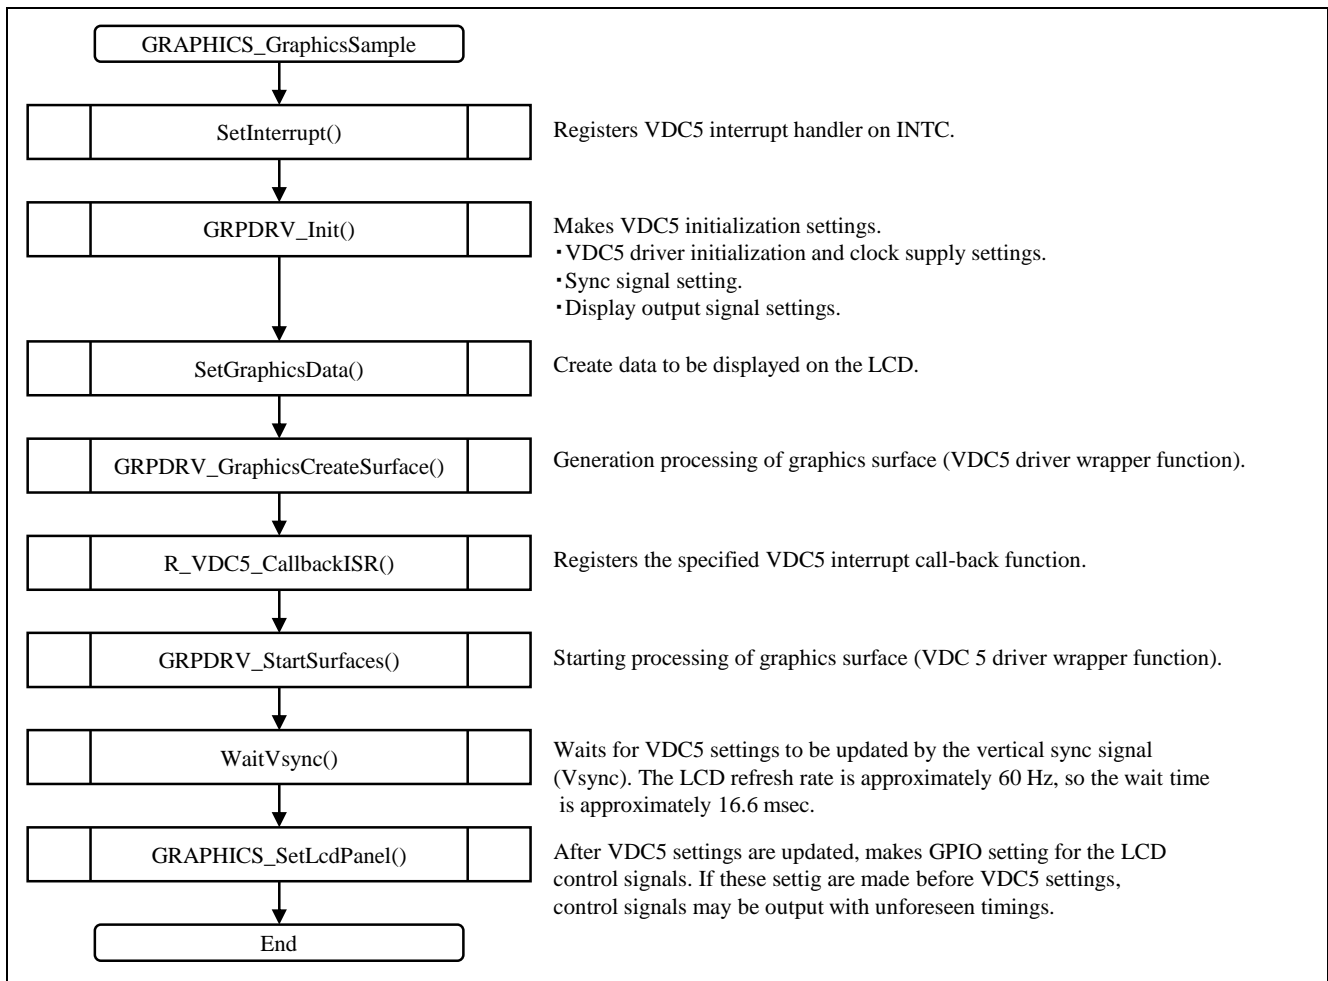 GRAPHICS_GraphicsSample
SetInterrupt()
Registers VDC5 interrupt handler on INTC.
GRPDRV_Init()
Makes VDC5 initialization settings.
・VDC5 driver initialization and clock supply settings.
・Sync signal setting.
・Display output signal settings.
SetGraphicsData()
Create data to be displayed on the LCD.
GRPDRV_GraphicsCreateSurface()
Generation processing of graphics surface (VDC5 driver wrapper function).
R_VDC5_CallbackISR()
Registers the specified VDC5 interrupt call-back function.
GRPDRV_StartSurfaces()
Starting processing of graphics surface (VDC 5 driver wrapper function).
WaitVsync()
Waits for VDC5 settings to be updated by the vertical sync signal
(Vsync). The LCD refresh rate is approximately 60 Hz, so the wait time
is approximately 16.6 msec.
GRAPHICS_SetLcdPanel()
After VDC5 settings are updated, makes GPIO setting for the LCD
control signals. If these settig are made before VDC5 settings,
control signals may be output with unforeseen timings.
End